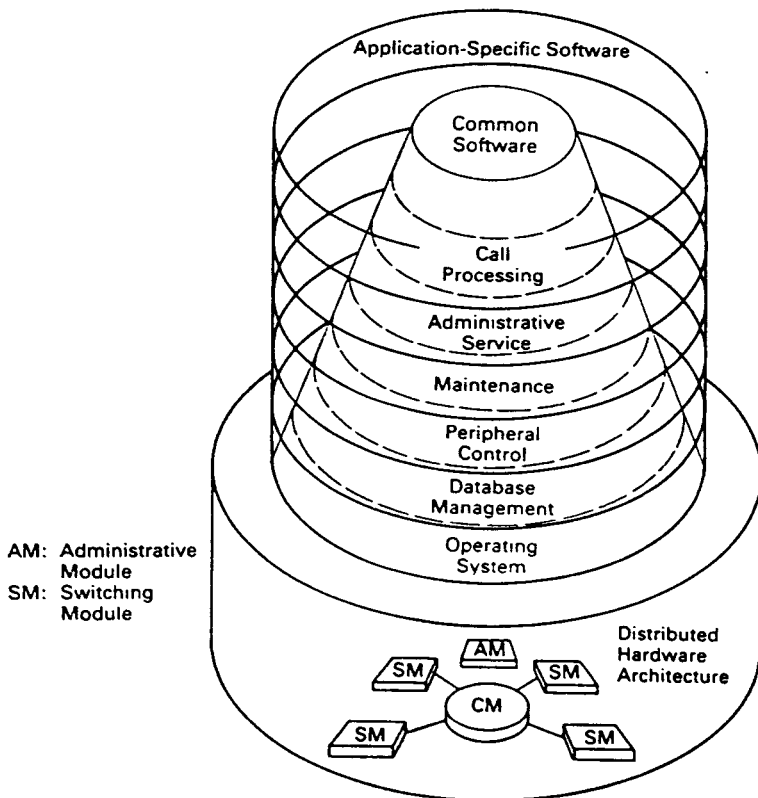 Application-Specific Software
Common
Software
Call
Processing
Administrative
Service
Maintenance
Peripheral
Control
Database
Management
Operating
System
AM: Administrative
Module
SM: Switching
Module
Distributed
Hardware
Architecture
AM
SM
SM
CM
SM
SM